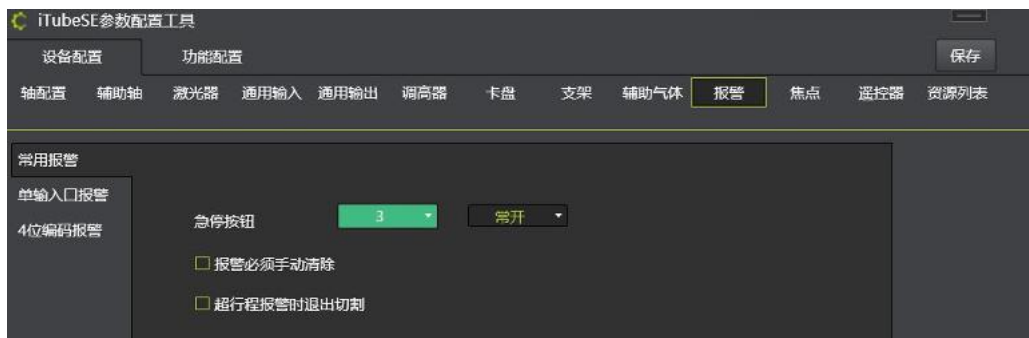 iTubeSE参数配置工具
设备配置 功能配置 保存
轴配置 辅助轴 激光器 通用输入 通用输出 调高器 卡盘 支架 辅助气体 报警 焦点 遥控器 资源列表
常用报警
单输入口报警
急停按钮 3 常开
4位编码报警
报警必须手动清除
超行程报警时退出切割